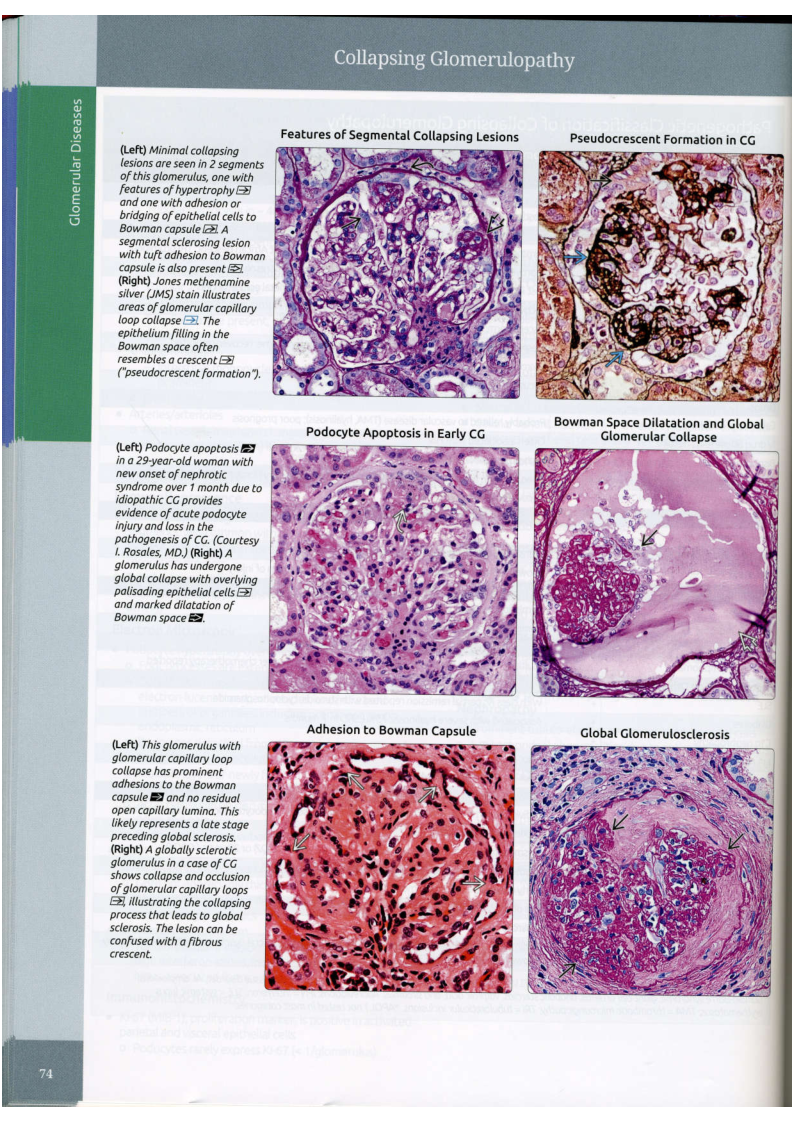 Collapsing Glomerulopathy
Glomerular Diseases
Features of Segmental Collapsing Lesions
Pseudocrescent Formation in CG
(Left) Minimal collapsing
lesions are seen in 2 segments
of this glomerulus, one with
features of hypertrophy
and one with adhesion or
bridging of epithelial cells to
Bowman capsule . A
segmental sclerosing lesion
with tuft adhesion to Bowman
capsule is also present .
(Right) Jones methenamine
silver (JMS) stain illustrates
areas of glomerular capillary
loop collapse . The
epithelium filling in the
Bowman space often
resembles a crescent
("pseudocrescent formation").
Podocyte Apoptosis in Early CG
Bowman Space Dilatation and Global
Glomerular Collapse
(Left) Podocyte apoptosis
in a 29-year-old woman with
new onset of nephrotic
syndrome over 1 month due to
idiopathic CG provides
evidence of acute podocyte
injury and loss in the
pathogenesis of CG. (Courtesy
I. Rosales, MD.) (Right) A
glomerulus has undergone
global collapse with overlying
palisading epithelial cells
and marked dilatation of
Bowman space .
Adhesion to Bowman Capsule
Global Glomerulosclerosis
(Left) This glomerulus with
glomerular capillary loop
collapse has prominent
adhesions to the Bowman
capsule and no residual
open capillary lumina. This
likely represents a late stage
preceding global sclerosis.
(Right) A globally sclerotic
glomerulus in a case of CG
shows collapse and occlusion
of glomerular capillary loops
, illustrating the collapsing
process that leads to global
sclerosis. The lesion can be
confused with a fibrous
crescent.
74